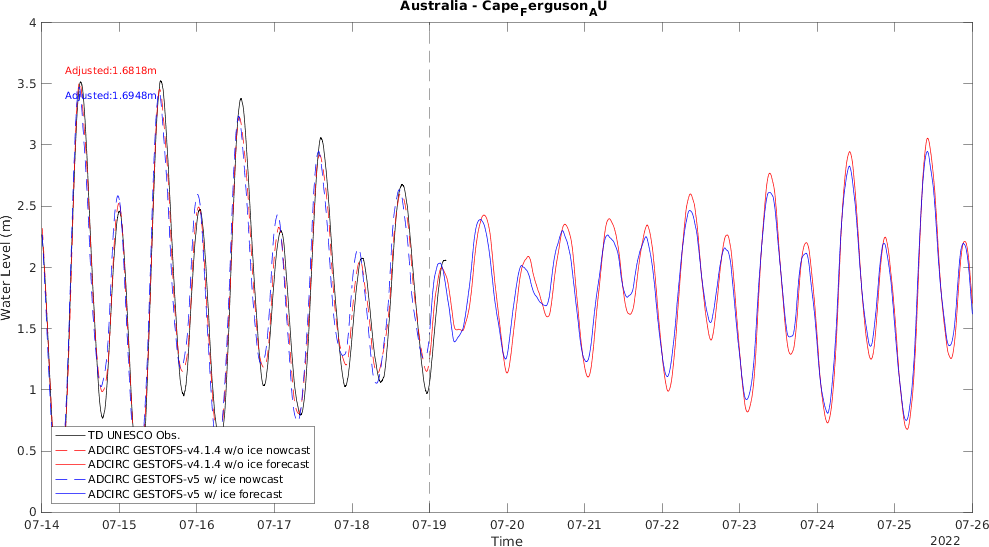 Australia - Cape_Ferguson_AU
4
3.5
3
2.5
2
1.5
1
0.5
0
Water Level (m)
Adjusted:1.6818m
Adjusted:1.6948m
TD UNESCO Obs.
ADCIRC GESTOFS-v4.1.4 w/o ice nowcast
ADCIRC GESTOFS-v4.1.4 w/o ice forecast
ADCIRC GESTOFS-v5 w/ ice nowcast
ADCIRC GESTOFS-v5 w/ ice forecast
07-14 07-15 07-16 07-17 07-18 07-19 07-20 07-21 07-22 07-23 07-24 07-25 07-26
Time
2022